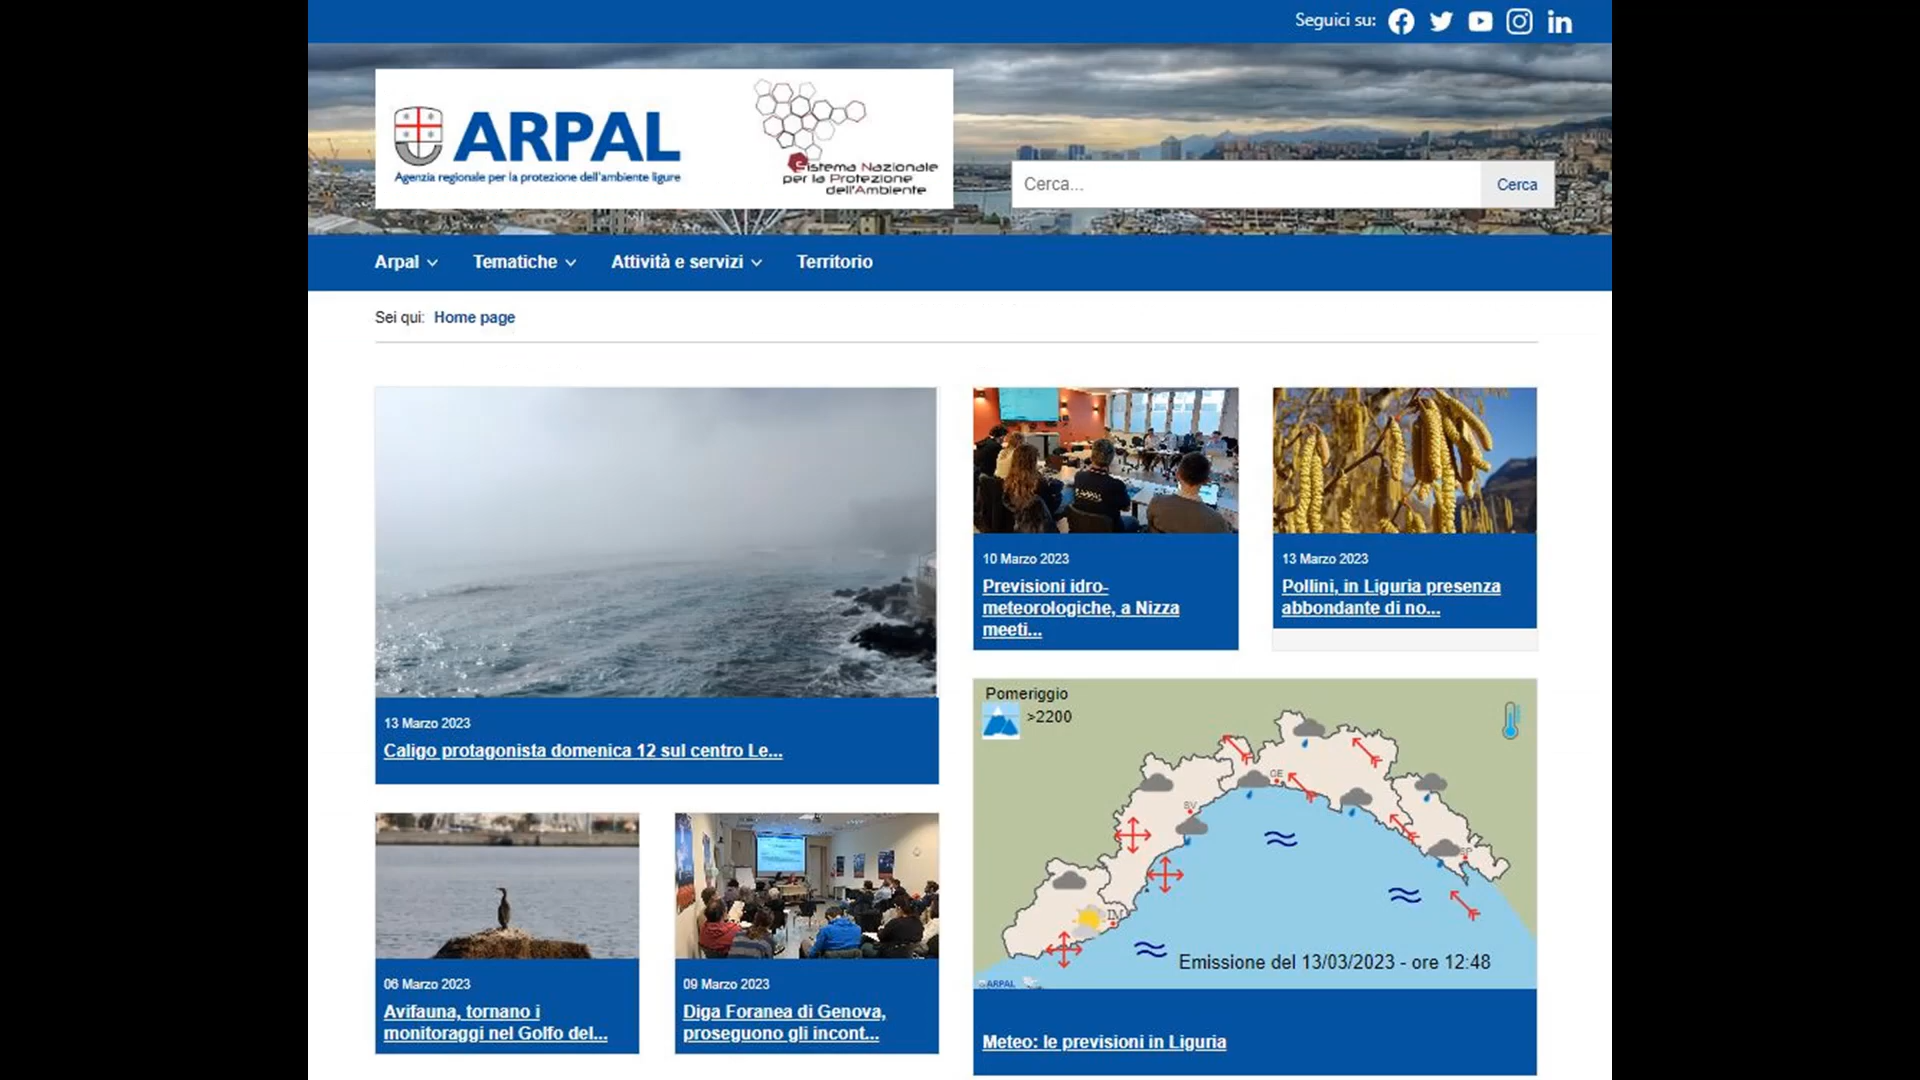 Seguici su:
ARPAL
Agenzia regionale per la protezione dell'ambiente ligure
Sistema Nazionale
per la Protezione
dell'Ambiente
Cerca...
Cerca
Arpal
Tematiche
Attività e servizi
Territorio
Sei qui: Home page
13 Marzo 2023
Caligo protagonista domenica 12 sul centro Le...
ARPAL
10 Marzo 2023
Previsioni idro-
meteorologiche, a Nizza
meeti...
13 Marzo 2023
Pollini, in Liguria presenza
abbondante di no...
06 Marzo 2023
Avifauna, tornano i
monitoraggi nel Golfo del...
09 Marzo 2023
Diga Foranea di Genova,
proseguono gli incont...
Pomeriggio
>2200
GE
SV
SP
IM
Emissione del 13/03/2023 - ore 12:48
ARPAL
Meteo: le previsioni in Liguria